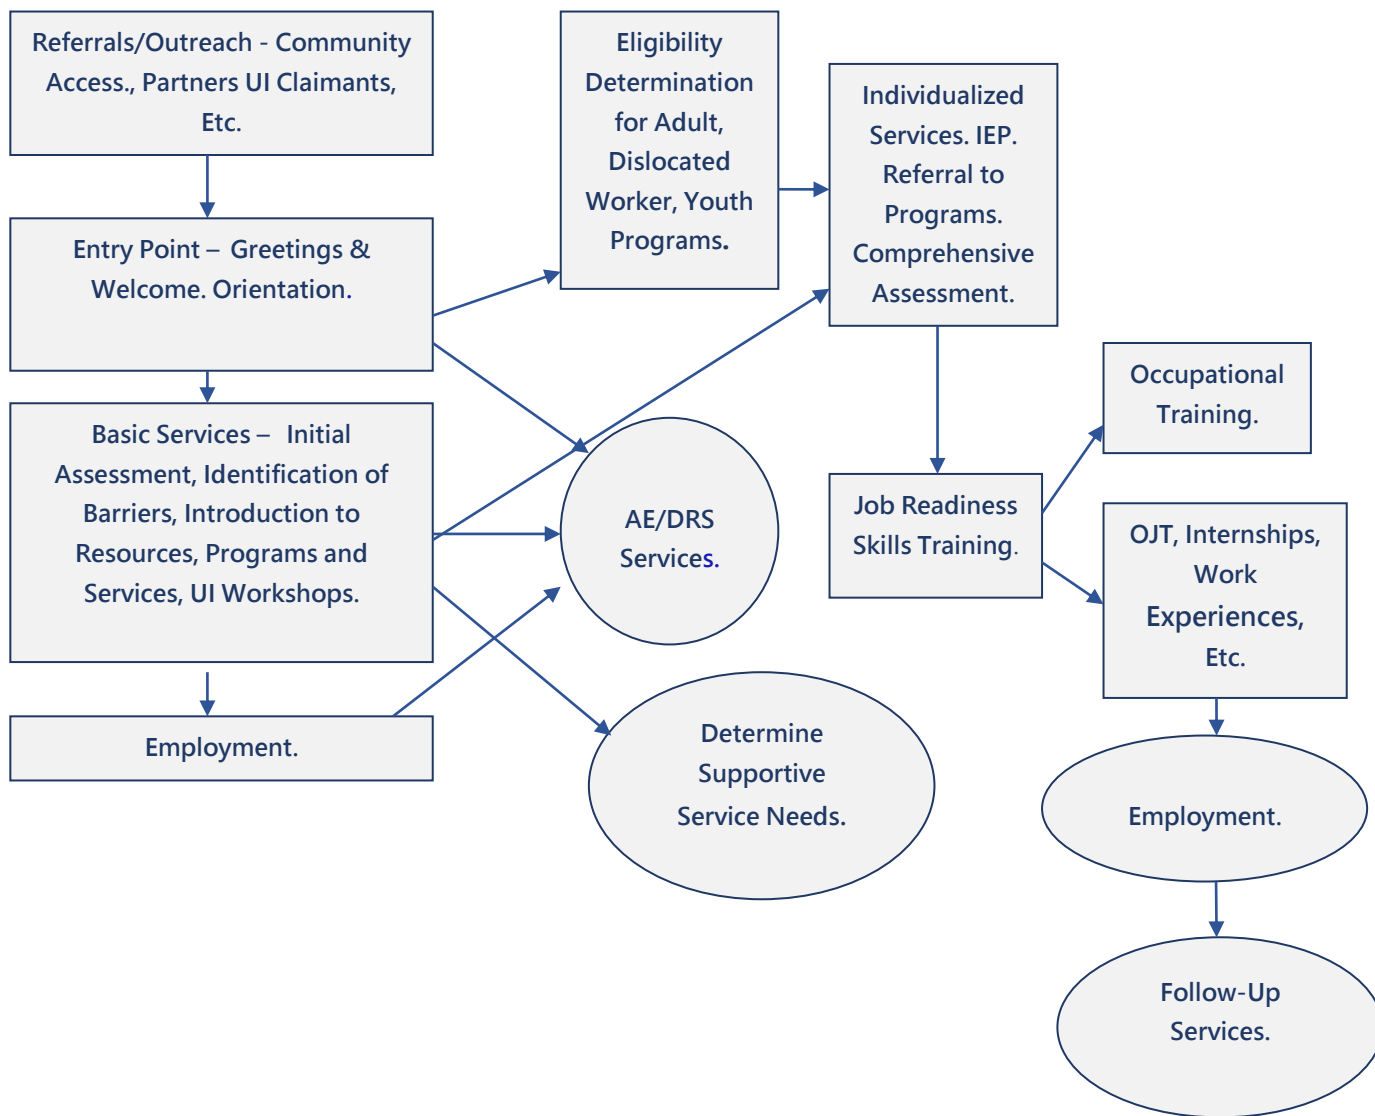 Referrals/Outreach - Community
Access., Partners UI Claimants,
Etc.
Entry Point – Greetings &
Welcome. Orientation.
Basic Services – Initial
Assessment, Identification of
Barriers, Introduction to
Resources, Programs and
Services, UI Workshops.
Employment.
Eligibility
Determination
for Adult,
Dislocated
Worker, Youth
Programs.
AE/DRS
Services.
Determine
Supportive
Service Needs.
Individualized
Services. IEP.
Referral to
Programs.
Comprehensive
Assessment.
Job Readiness
Skills Training.
Occupational
Training.
OJT, Internships,
Work
Experiences,
Etc.
Employment.
Follow-Up
Services.